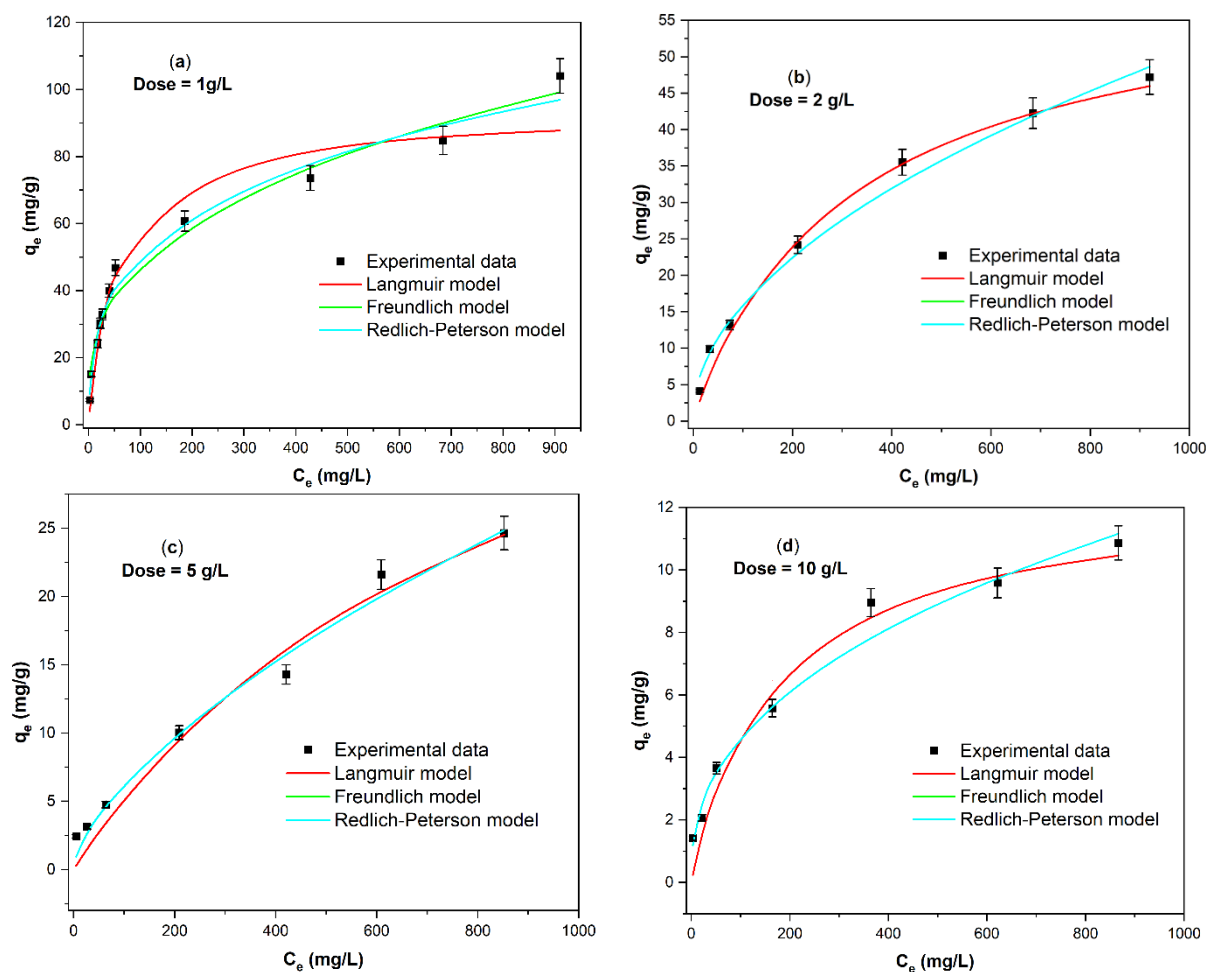 (a)
Dose = 1g/L
120
110
100
80
60
40
20
0
0 100 200 300 400 500 600 700 800 900
qe (mg/g)
Ce (mg/L)
Experimental data
Langmuir model
Freundlich model
Redlich-Peterson model
(b)
Dose = 2 g/L
55
50
45
40
35
30
25
20
15
10
5
0
0 200 400 600 800 1000
qe (mg/g)
Ce (mg/L)
Experimental data
Langmuir model
Freundlich model
Redlich-Peterson model
(c)
Dose = 5 g/L
25
20
15
10
5
0
0 200 400 600 800 1000
qe (mg/g)
Ce (mg/L)
Experimental data
Langmuir model
Freundlich model
Redlich-Peterson model
(d)
Dose = 10 g/L
12
10
8
6
4
2
0
0 200 400 600 800 1000
qe (mg/g)
Ce (mg/L)
Experimental data
Langmuir model
Freundlich model
Redlich-Peterson model